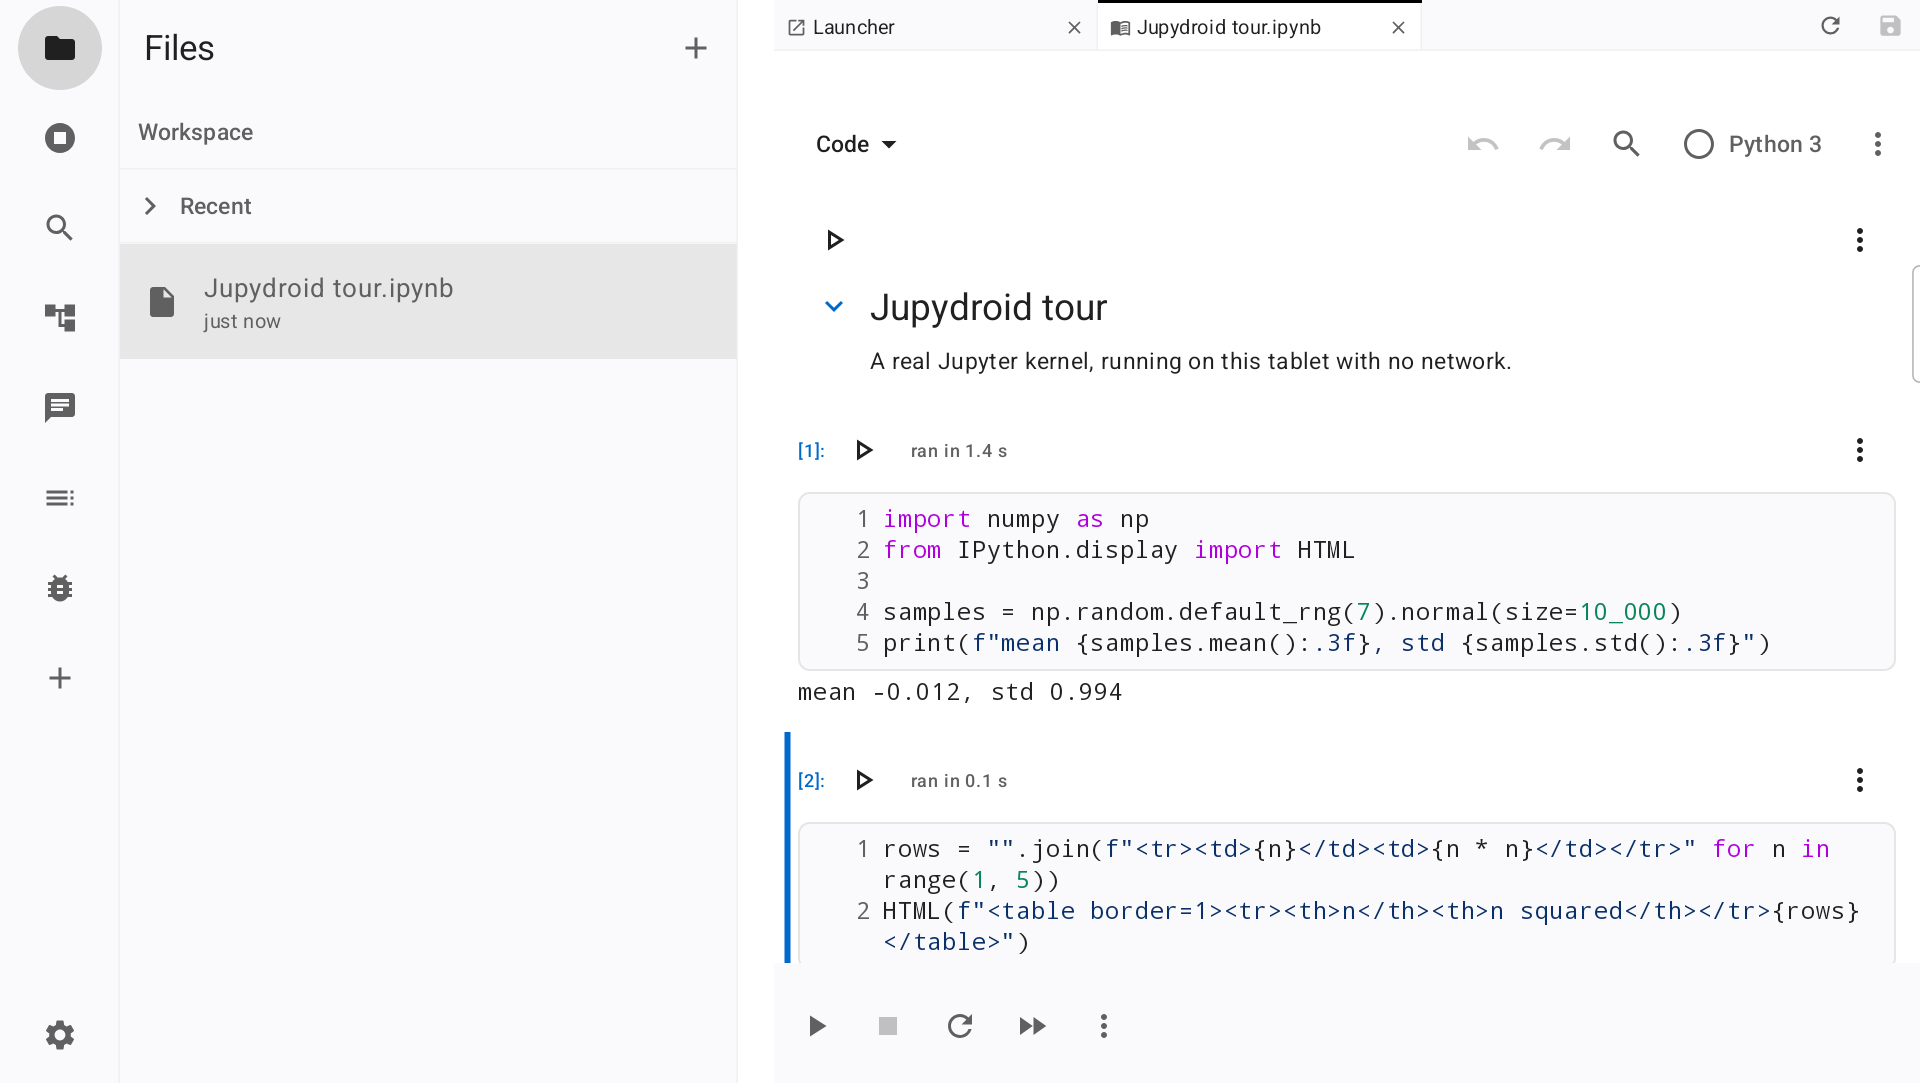 Files
Workspace
Recent
Jupydroid tour.ipynb
just now
Launcher
Jupydroid tour.ipynb
Code
Python 3
Jupydroid tour
A real Jupyter kernel, running on this tablet with no network.
[1]:
ran in 1.4 s
1 import numpy as np
2 from IPython.display import HTML
3
4 samples = np.random.default_rng(7).normal(size=10_000)
5 print(f"mean {samples.mean():.3f}, std {samples.std():.3f}")
mean -0.012, std 0.994
[2]:
ran in 0.1 s
1 rows = "".join(f"<tr><td>{n}</td><td>{n * n}</td></tr>" for n in
range(1, 5))
2 HTML(f"<table border=1><tr><th>n</th><th>n squared</th></tr>{rows}
</table>")